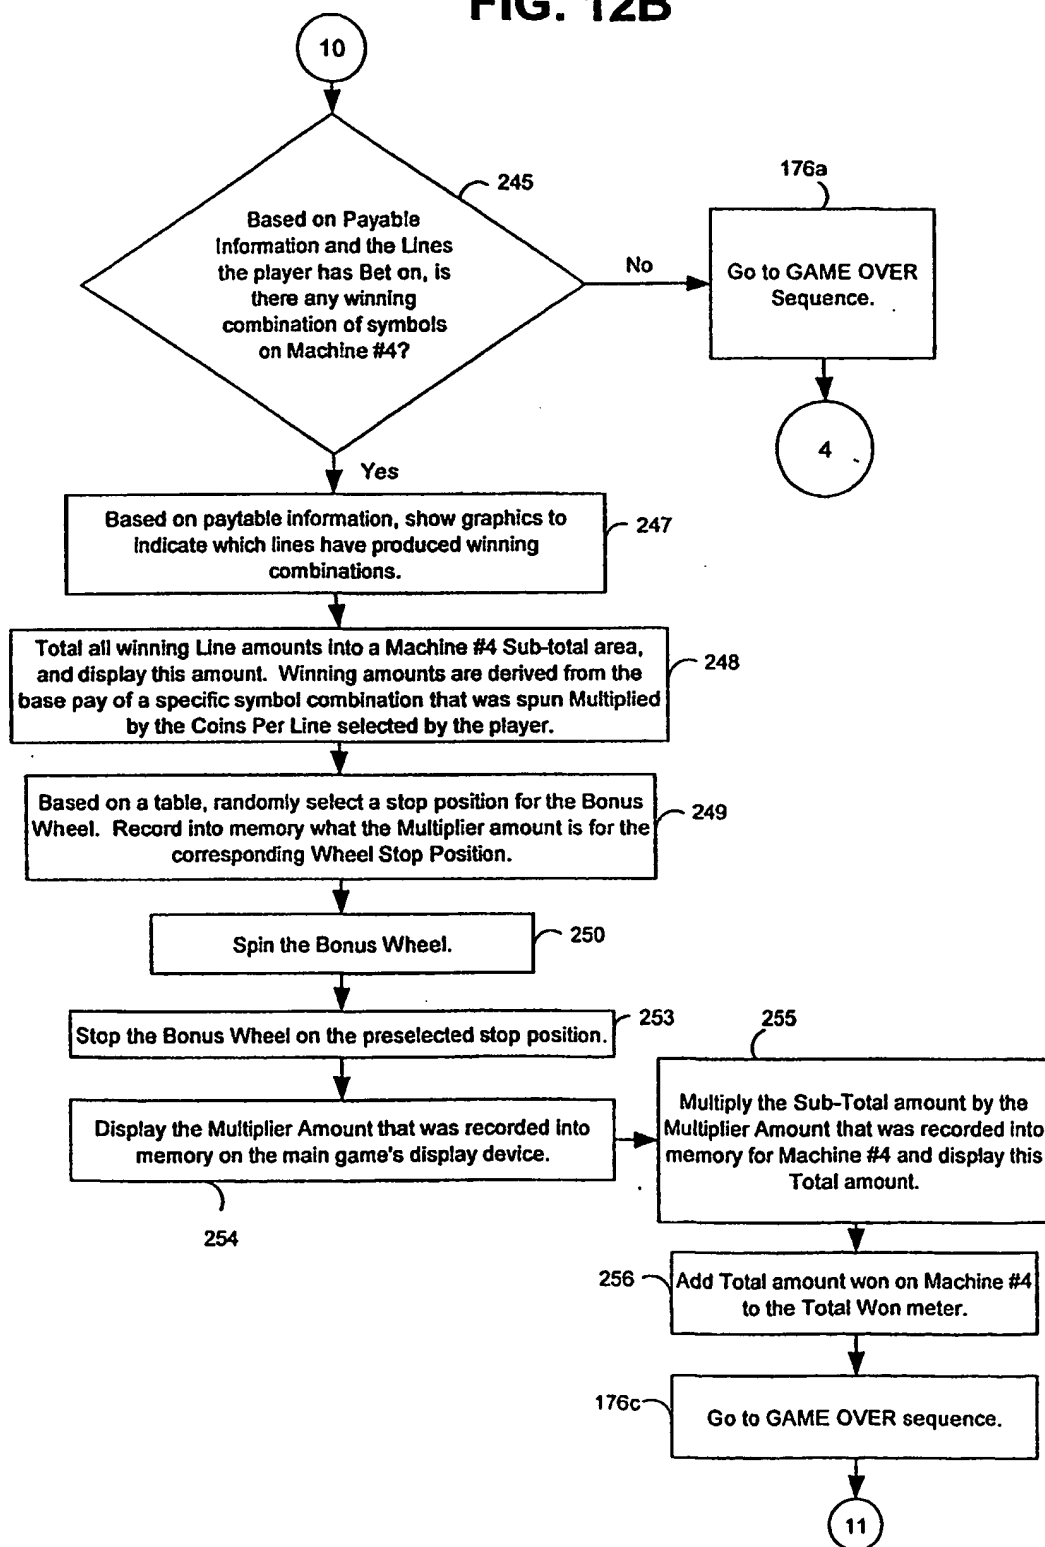 FIG. 12B
10
245
Based on Payable
Information and the Lines
the player has Bet on, is
there any winning
combination of symbols
on Machine #4?
No
176a
Go to GAME OVER
Sequence.
4
Yes
Based on paytable information, show graphics to
indicate which lines have produced winning
combinations.
247
Total all winning Line amounts into a Machine #4 Sub-total area,
and display this amount. Winning amounts are derived from the
base pay of a specific symbol combination that was spun Multiplied
by the Coins Per Line selected by the player.
248
Based on a table, randomly select a stop position for the Bonus
Wheel. Record into memory what the Multiplier amount is for the
corresponding Wheel Stop Position.
249
Spin the Bonus Wheel.
250
Stop the Bonus Wheel on the preselected stop position.
253
Display the Multiplier Amount that was recorded into
memory on the main game's display device.
254
255
Multiply the Sub-Total amount by the
Multiplier Amount that was recorded into
memory for Machine #4 and display this
Total amount.
256
Add Total amount won on Machine #4
to the Total Won meter.
176c
Go to GAME OVER sequence.
11